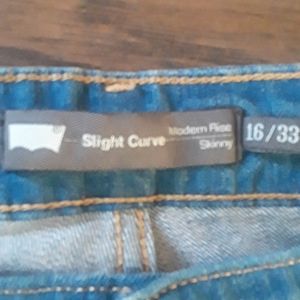 Slight Curve
Modern Rise
Skinny
16/33